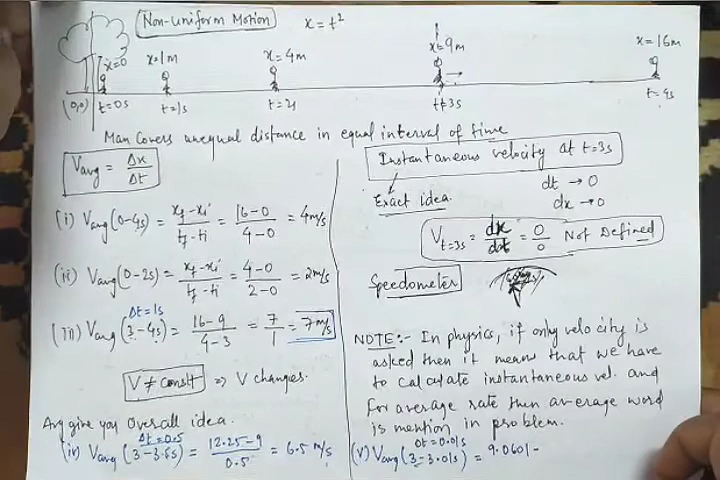 Non-uniform Motion x = t²
x=0 x=1m x = 4m x=9m x = 16m
(0,0) t=0s t=1s t=2s t=3s t=4s
Man Covers unequal distance in equal interval of time
Vavg = Δx/Δt
(i) Vavg(0-4s) = xf-xi/tf-ti = 16-0/4-0 = 4m/s
(ii) Vavg(0-2s) = xf-xi/tf-ti = 4-0/2-0 = 2m/s
Δt=1s
(iii) Vavg(3-4s) = 16-9/4-3 = 7/1 = 7m/s
V ≠ const => V changes.
Avg give you overall idea.
Δt=0.5
(iv) Vavg(3-3.5s) = 12.25-9/0.5 = 6.5 m/s
Instantaneous velocity at t=3s
Exact idea.
dt → 0
dx → 0
Vt=3s = dx/dt = 0/0 Not Defined
Speedometer
NOTE:- In physics, if only velocity is
asked then it means that we have
to calculate instantaneous vel. and
for average rate then average word
is mention in problem.
Δt=0.01s
(v) Vavg(3-3.01s) = 9.0601-